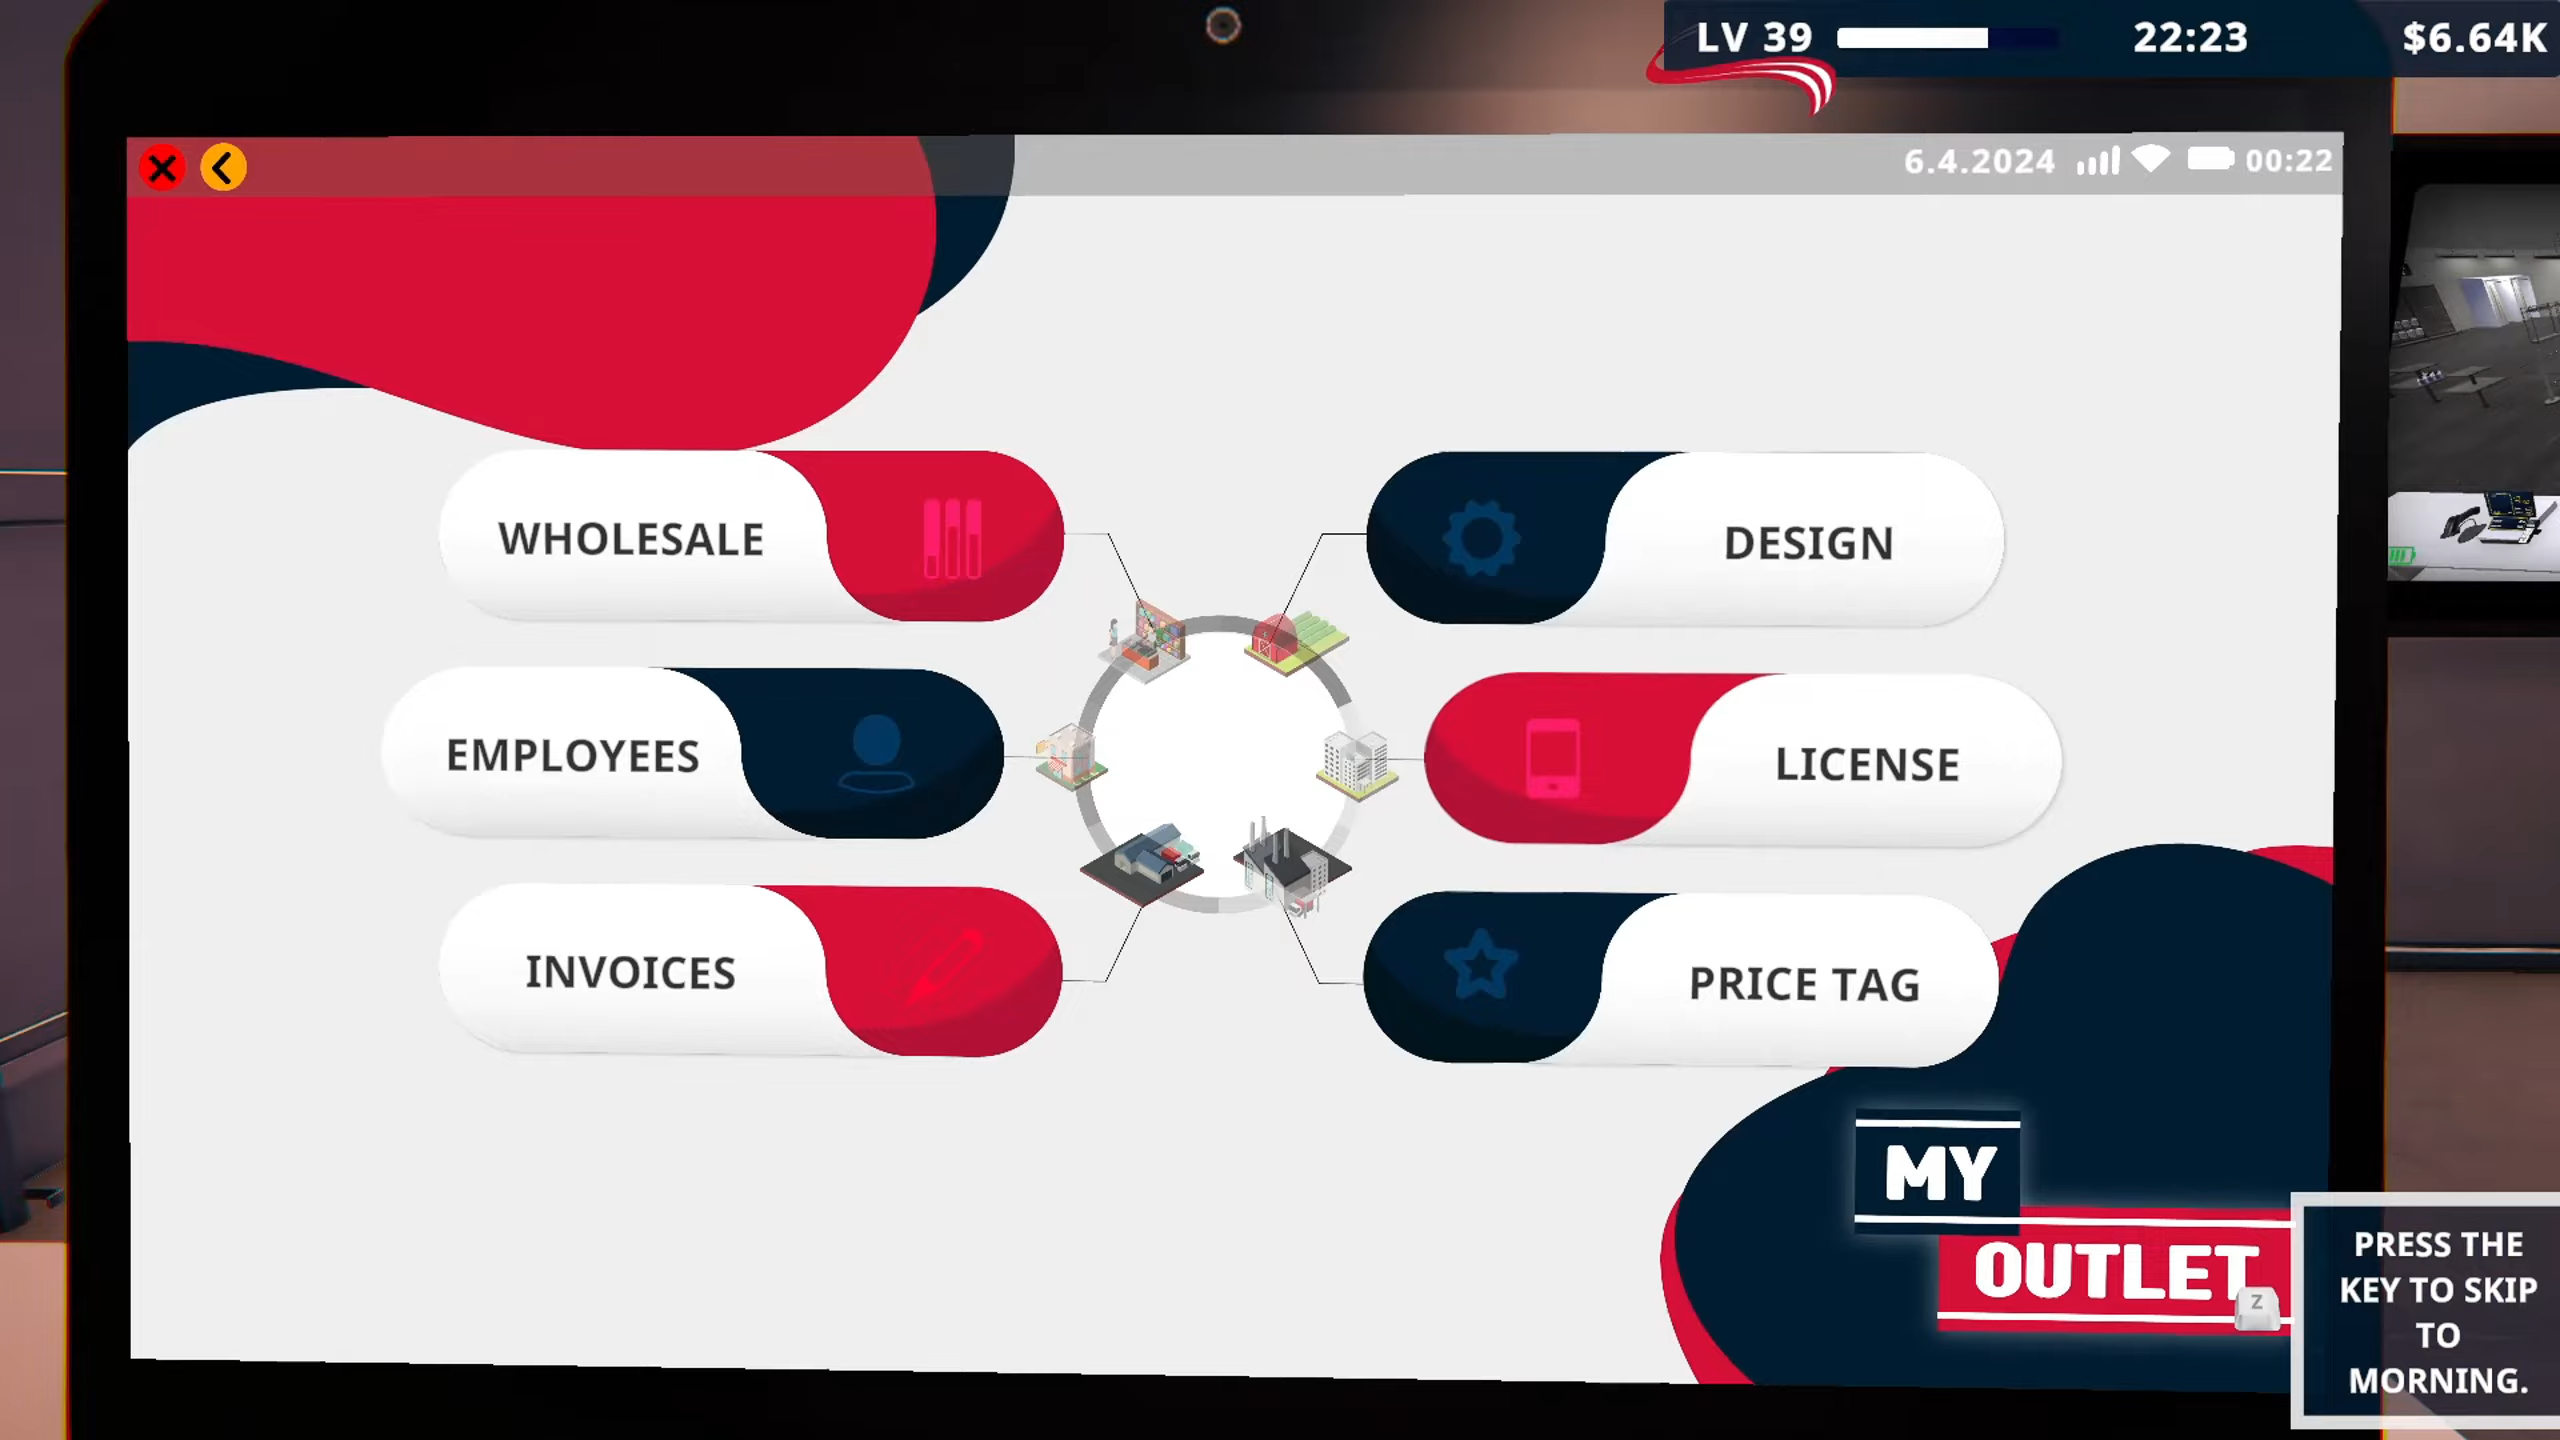 LV 39
22:23
$6.64K
6.4.2024
00:22
WHOLESALE
DESIGN
EMPLOYEES
LICENSE
INVOICES
PRICE TAG
MY
OUTLET
Z
PRESS THE
KEY TO SKIP
TO
MORNING.